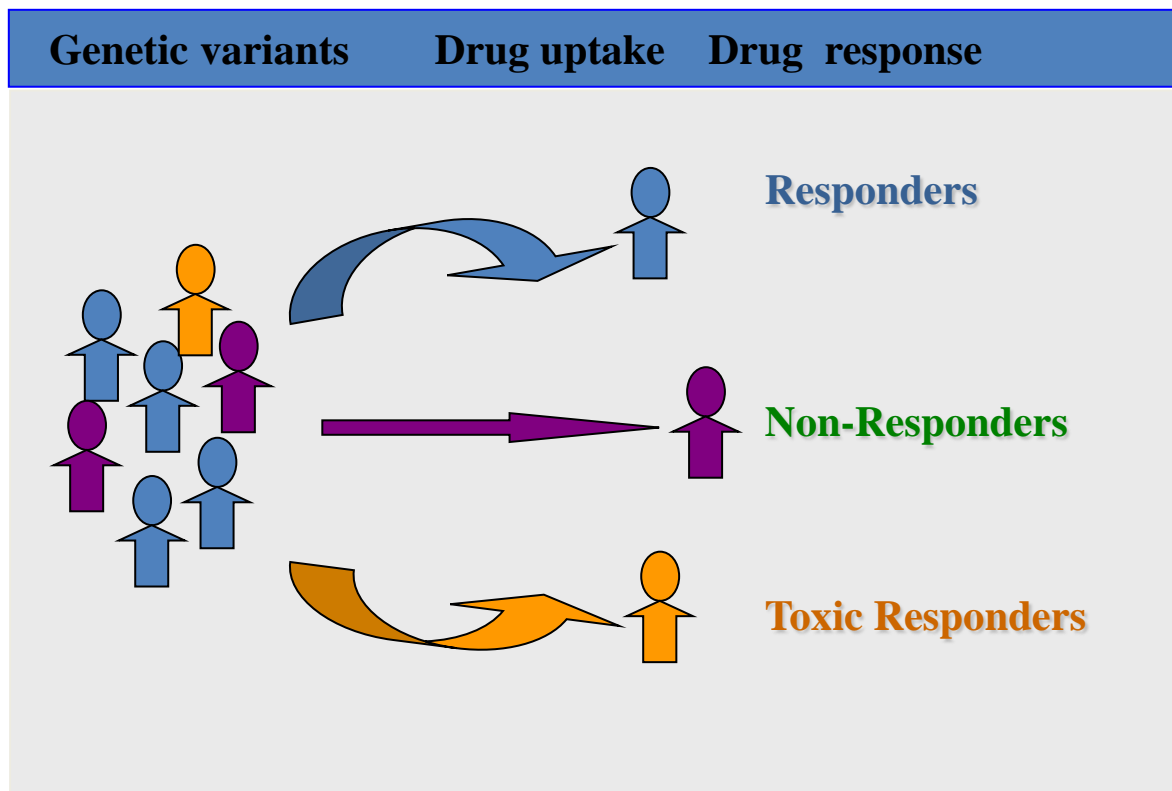 Genetic variants Drug uptake Drug response
Responders
Non-Responders
Toxic Responders